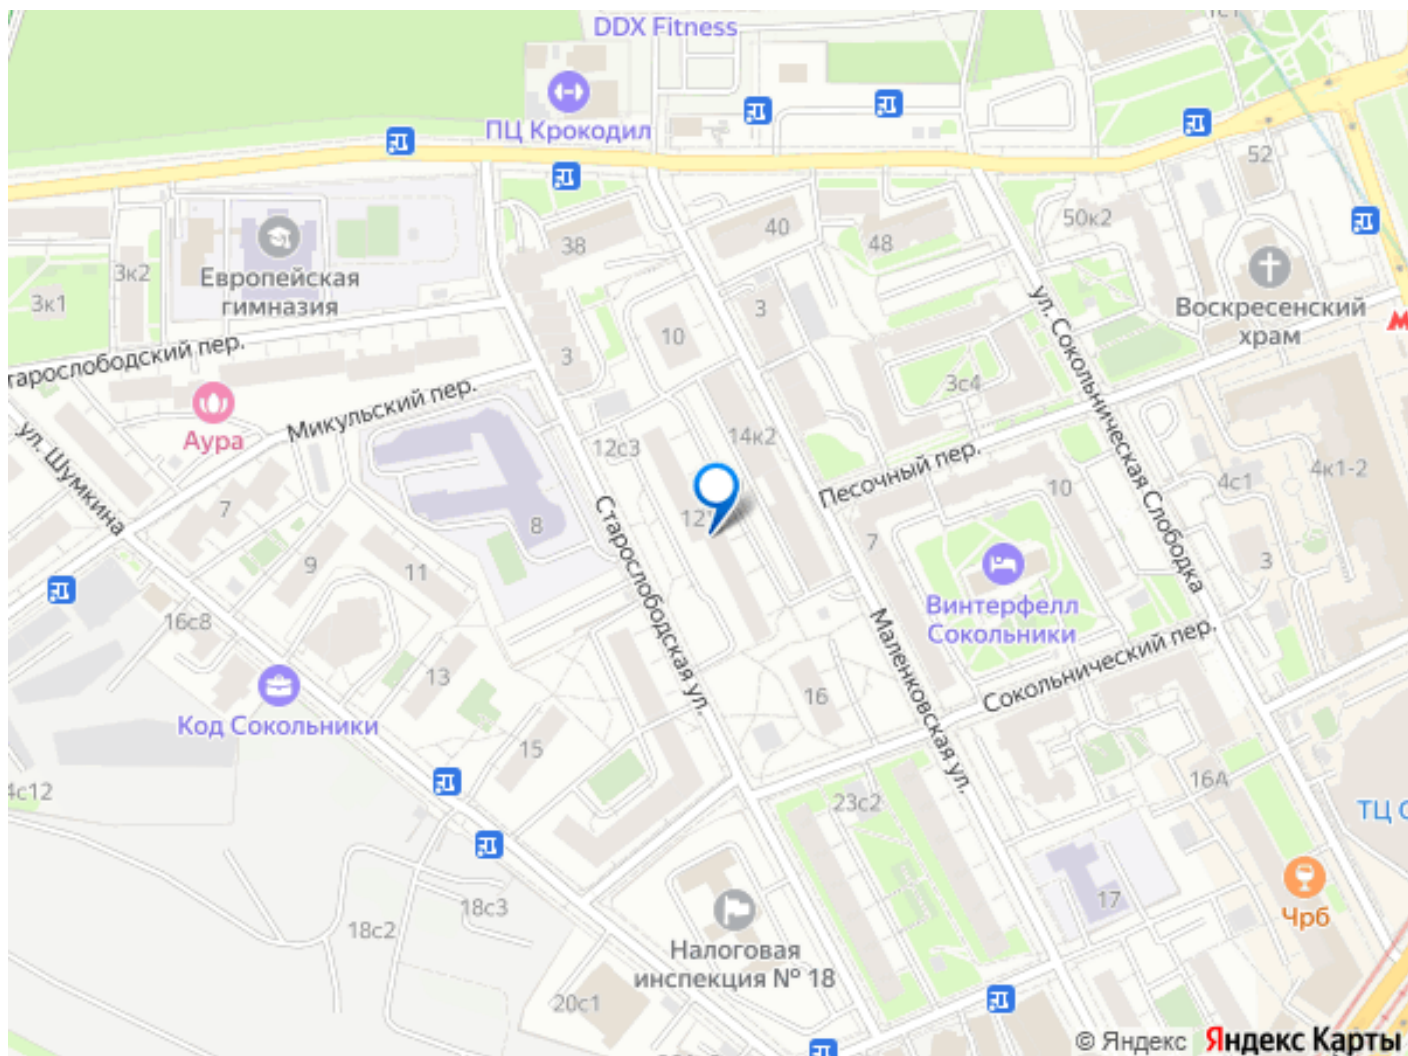 DDX Fitness
ПЦ Крокодил
52
50к2
40
38
48
3к2
Европейская
гимназия
3к1
Воскресенский
храм
ул. Сокольническая Слободка
3
10
3
3с4
тарослободский пер.
Микульский пер.
Аура
ул. Шумкина
14к2
12с3
Песочный пер.
4к1-2
4с1
10
7
8
12
7
3
9
11
Старослободская ул.
Винтерфелл
Сокольники
16с8
Маленковская ул.
Сокольнический пер.
13
16
Код Сокольники
15
16А
4с12
23с2
ТЦ С
17
18с3
18с2
Чрб
Налоговая
инспекция № 18
20с1
© Яндекс Яндекс Карты